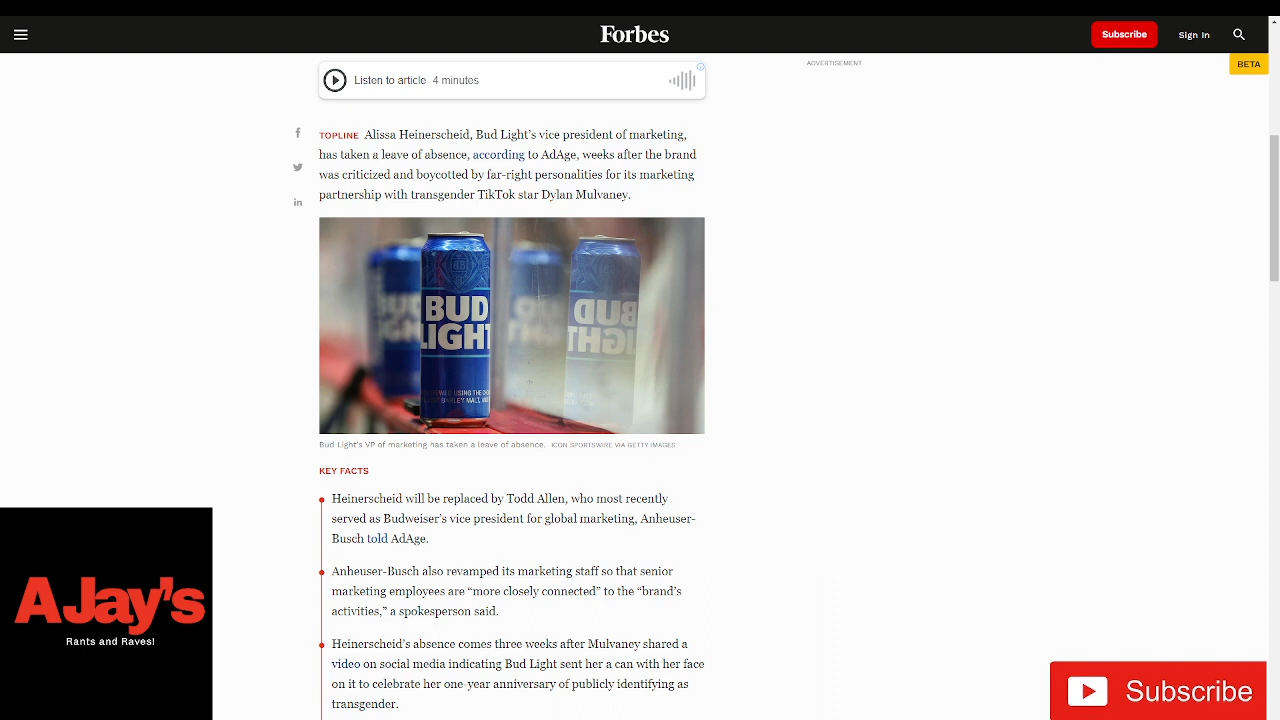 Forbes
Subscribe
Sign In
BETA
ADVERTISEMENT
Listen to article 4 minutes
TOPLINE Alissa Heinerscheid, Bud Light’s vice president of marketing,
has taken a leave of absence, according to AdAge, weeks after the brand
was criticized and boycotted by far-right personalities for its marketing
partnership with transgender TikTok star Dylan Mulvaney.
BUD
LIGHT
Bud Light's VP of marketing has taken a leave of absence. ICON SPORTSWIRE VIA GETTY IMAGES
KEY FACTS
Heinerscheid will be replaced by Todd Allen, who most recently
served as Budweiser’s vice president for global marketing, Anheuser-
Busch told AdAge.
Anheuser-Busch also revamped its marketing staff so that senior
marketing employees are “more closely connected” to the “brand’s
activities,” a spokesperson said.
Heinerscheid’s absence comes three weeks after Mulvaney shared a
video on social media indicating Bud Light sent her a can with her face
on it to celebrate her one-year anniversary of publicly identifying as
transgender.
AJay's
Rants and Raves!
Subscribe